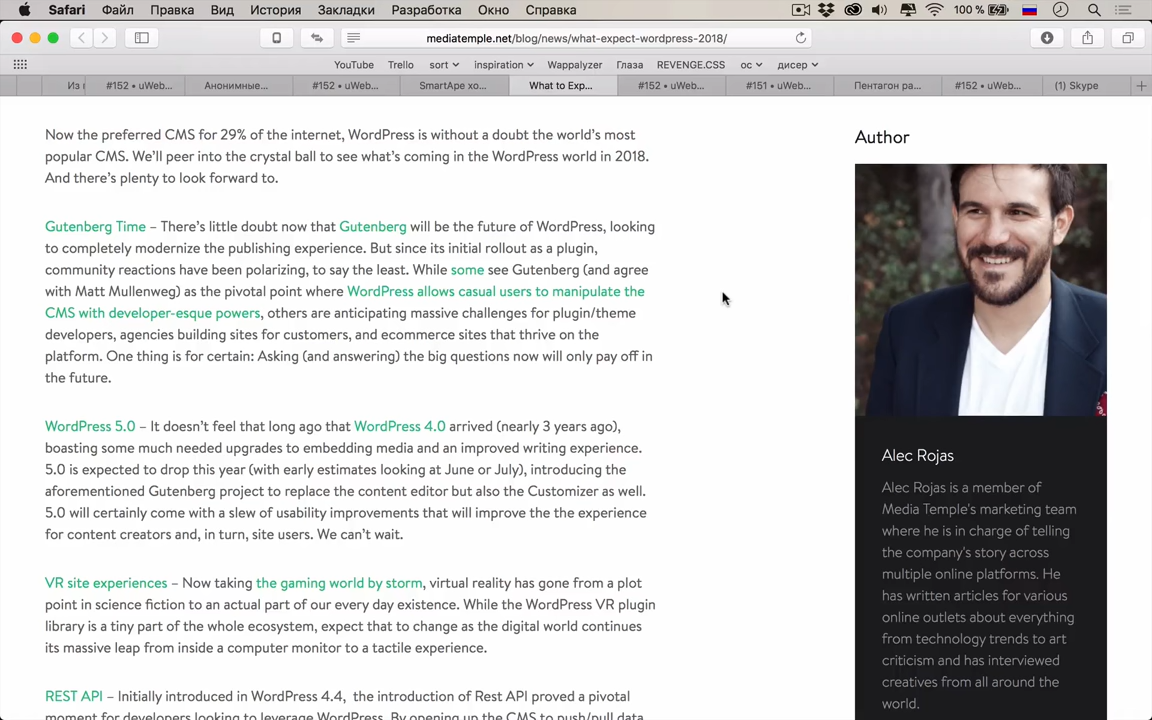 Safari Файл Правка Вид История Закладки Разработка Окно Справка 100 %
mediatemple.net/blog/news/what-expect-wordpress-2018/
YouTube Trello sort inspiration Wappalyzer Глаза REVENGE.CSS ос дисер
Из #152 • uWeb... Анонимные... #152 • uWeb... SmartApe хо... What to Exp... #152 • uWeb... #151 • uWeb... Пентагон ра... #152 • uWeb... (1) Skype
Now the preferred CMS for 29% of the internet, WordPress is without a doubt the world's most
popular CMS. We'll peer into the crystal ball to see what's coming in the WordPress world in 2018.
And there's plenty to look forward to.
Gutenberg Time – There's little doubt now that Gutenberg will be the future of WordPress, looking
to completely modernize the publishing experience. But since its initial rollout as a plugin,
community reactions have been polarizing, to say the least. While some see Gutenberg (and agree
with Matt Mullenweg) as the pivotal point where WordPress allows casual users to manipulate the
CMS with developer-esque powers, others are anticipating massive challenges for plugin/theme
developers, agencies building sites for customers, and ecommerce sites that thrive on the
platform. One thing is for certain: Asking (and answering) the big questions now will only pay off in
the future.
WordPress 5.0 – It doesn't feel that long ago that WordPress 4.0 arrived (nearly 3 years ago),
boasting some much needed upgrades to embedding media and an improved writing experience.
5.0 is expected to drop this year (with early estimates looking at June or July), introducing the
aforementioned Gutenberg project to replace the content editor but also the Customizer as well.
5.0 will certainly come with a slew of usability improvements that will improve the the experience
for content creators and, in turn, site users. We can't wait.
VR site experiences – Now taking the gaming world by storm, virtual reality has gone from a plot
point in science fiction to an actual part of our every day existence. While the WordPress VR plugin
library is a tiny part of the whole ecosystem, expect that to change as the digital world continues
its massive leap from inside a computer monitor to a tactile experience.
REST API – Initially introduced in WordPress 4.4, the introduction of Rest API proved a pivotal
moment for developers looking to leverage WordPress. By opening up the CMS to push/pull data
Author
Alec Rojas
Alec Rojas is a member of
Media Temple's marketing team
where he is in charge of telling
the company's story across
multiple online platforms. He
has written articles for various
online outlets about everything
from technology trends to art
criticism and has interviewed
creatives from all around the
world.